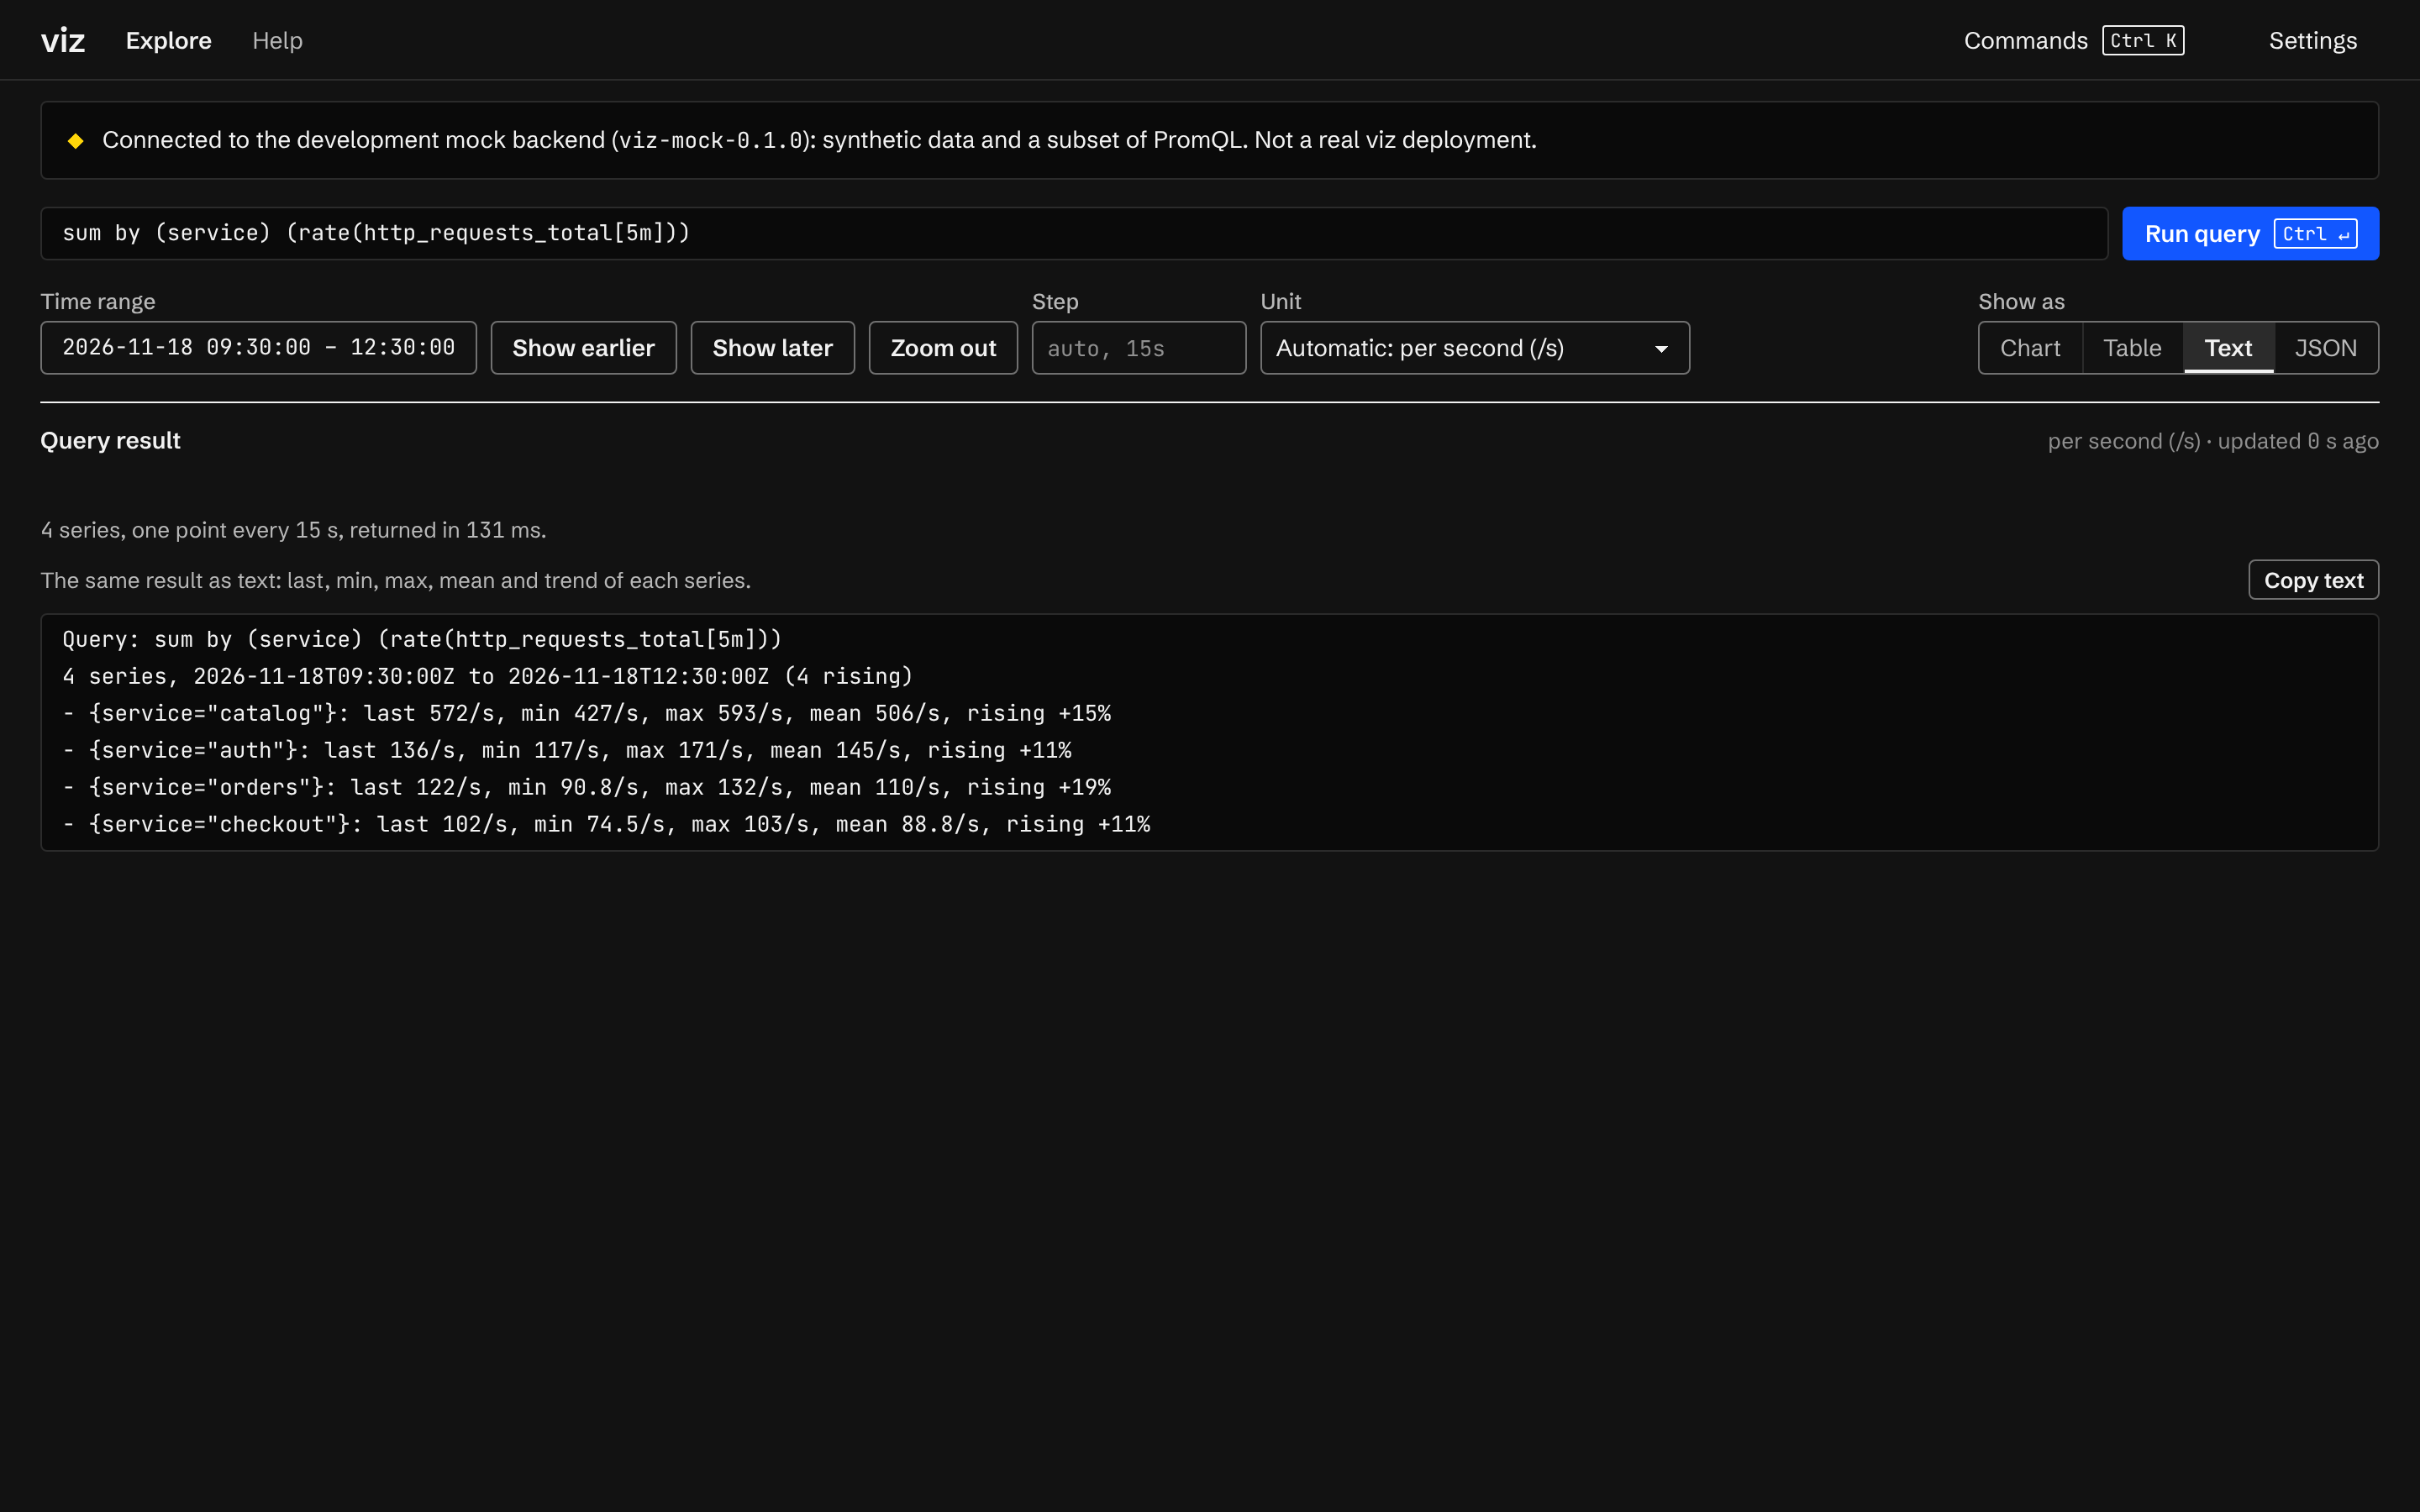 viz Explore Help Commands Ctrl K Settings
Connected to the development mock backend (viz-mock-0.1.0): synthetic data and a subset of PromQL. Not a real viz deployment.
sum by (service) (rate(http_requests_total[5m])) Run query Ctrl ↵
Time range Step Unit Show as
2026-11-18 09:30:00 – 12:30:00 Show earlier Show later Zoom out auto, 15s Automatic: per second (/s) Chart Table Text JSON
Query result per second (/s) · updated 0 s ago
4 series, one point every 15 s, returned in 131 ms.
The same result as text: last, min, max, mean and trend of each series. Copy text
Query: sum by (service) (rate(http_requests_total[5m]))
4 series, 2026-11-18T09:30:00Z to 2026-11-18T12:30:00Z (4 rising)
- {service="catalog"}: last 572/s, min 427/s, max 593/s, mean 506/s, rising +15%
- {service="auth"}: last 136/s, min 117/s, max 171/s, mean 145/s, rising +11%
- {service="orders"}: last 122/s, min 90.8/s, max 132/s, mean 110/s, rising +19%
- {service="checkout"}: last 102/s, min 74.5/s, max 103/s, mean 88.8/s, rising +11%